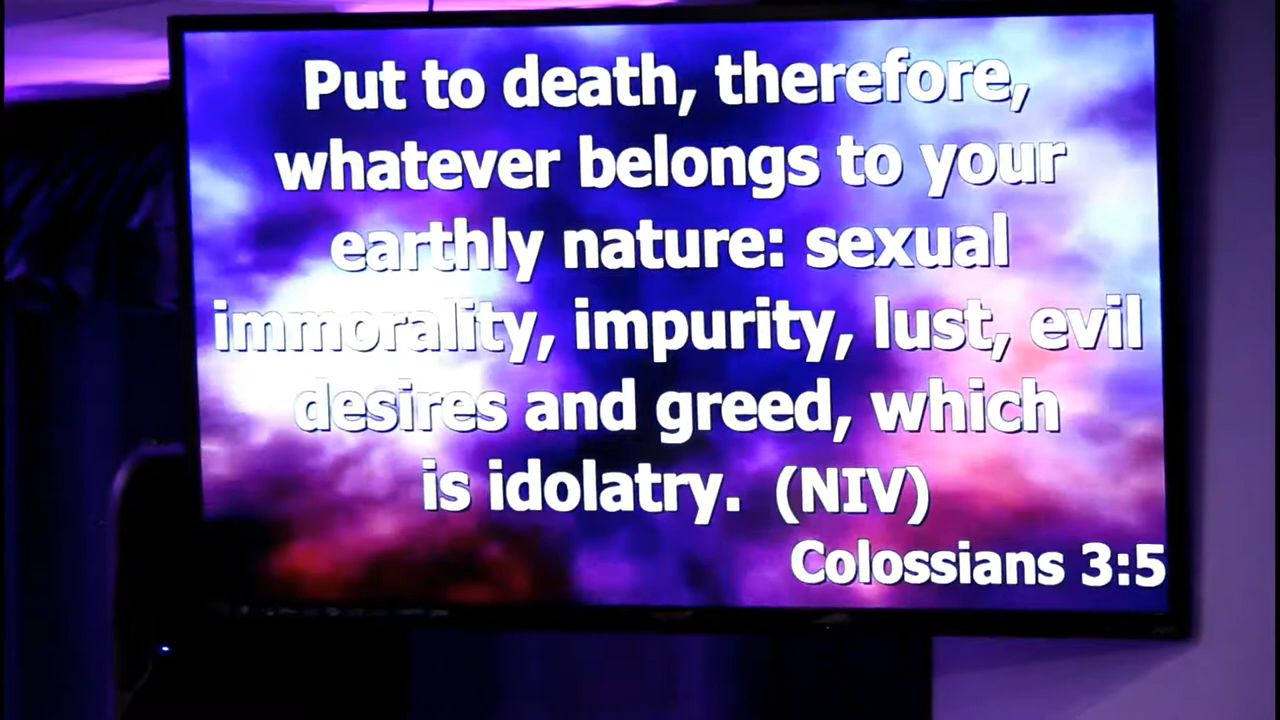 Put to death, therefore,
whatever belongs to your
earthly nature: sexual
immorality, impurity, lust, evil
desires and greed, which
is idolatry. (NIV)
Colossians 3:5